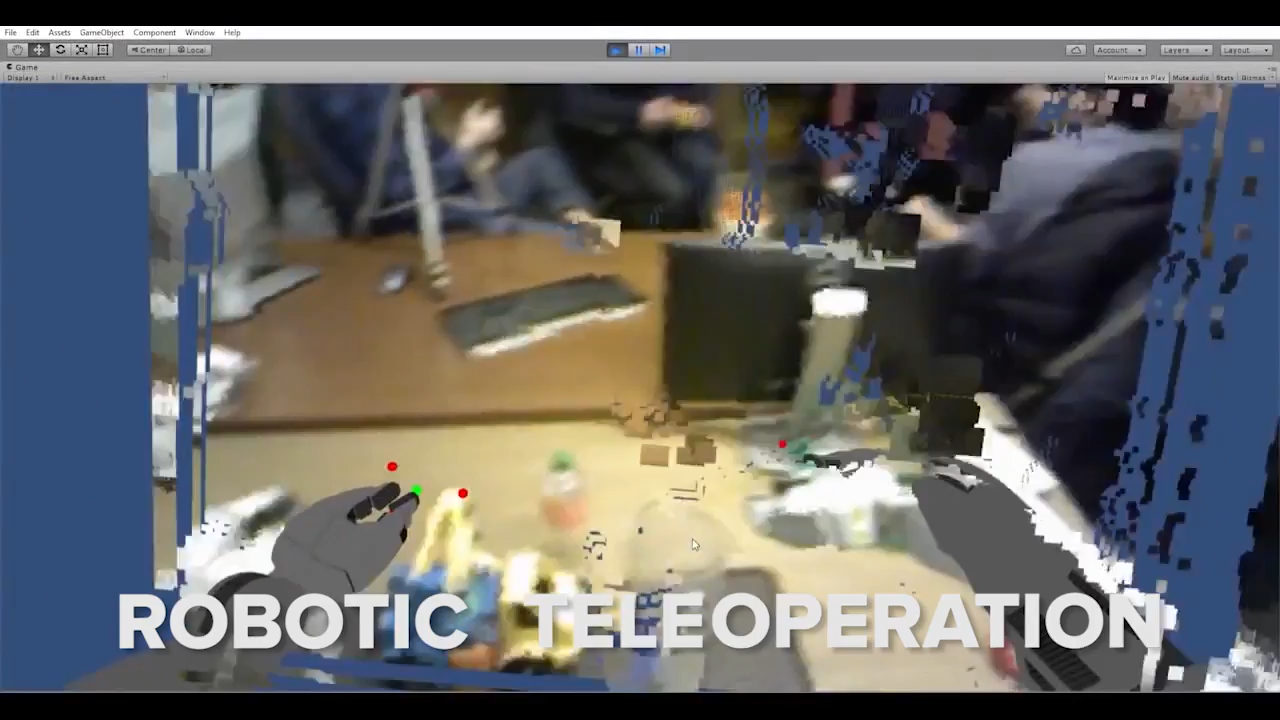 File Edit Assets GameObject Component Window Help
Center Local Account Layers Layout
Game
Display 1 Free Aspect Maximize on Play Mute audio Stats Gizmos
ROBOTIC TELEOPERATION